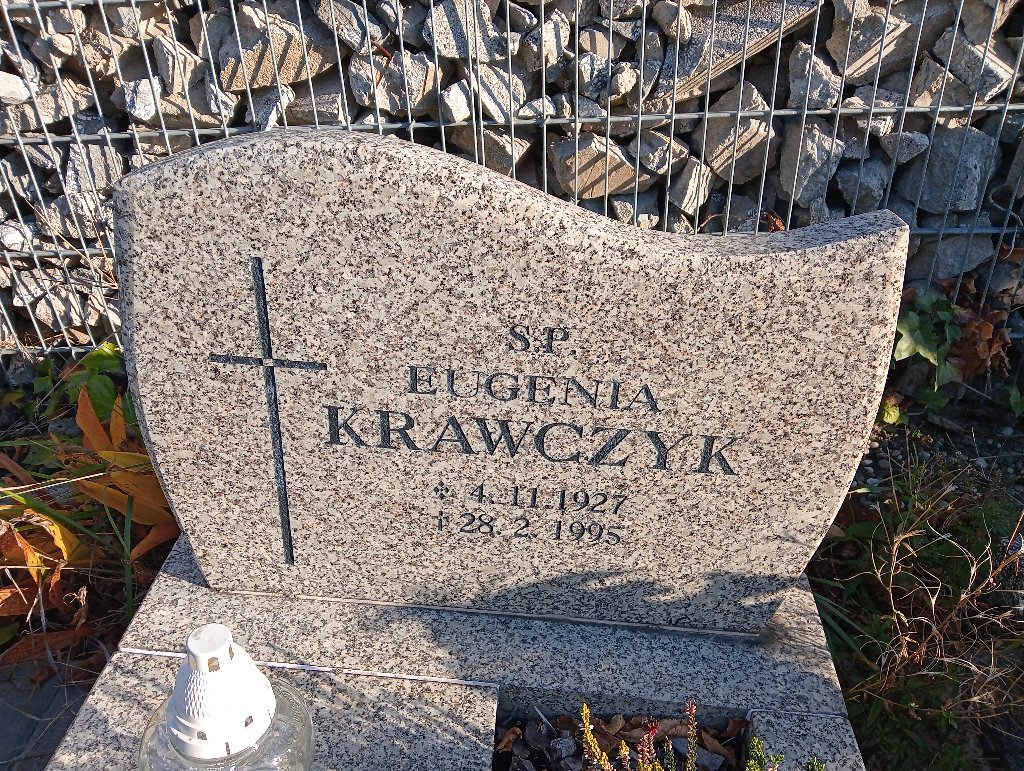 Ś.P.
EUGENIA
KRAWCZYK
* 4.11.1927
† 28.2.1995